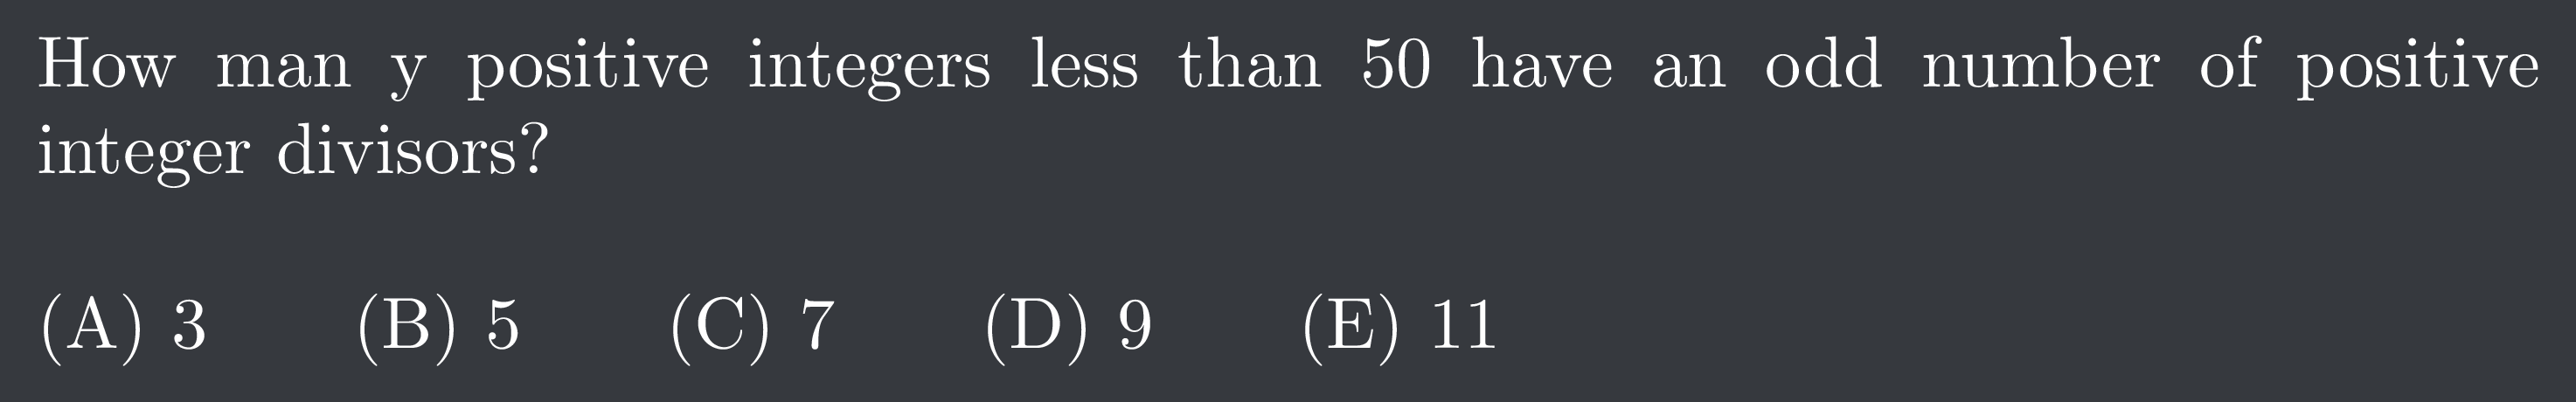 How man y positive integers less than 50 have an odd number of positive
integer divisors?
(A) 3 (B) 5 (C) 7 (D) 9 (E) 11